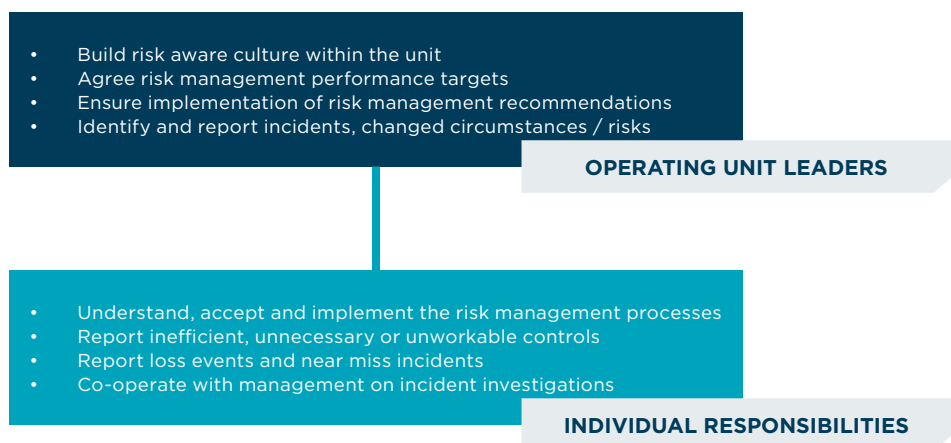 • Build risk aware culture within the unit
• Agree risk management performance targets
• Ensure implementation of risk management recommendations
• Identify and report incidents, changed circumstances / risks
OPERATING UNIT LEADERS
• Understand, accept and implement the risk management processes
• Report inefficient, unnecessary or unworkable controls
• Report loss events and near miss incidents
• Co-operate with management on incident investigations
INDIVIDUAL RESPONSIBILITIES